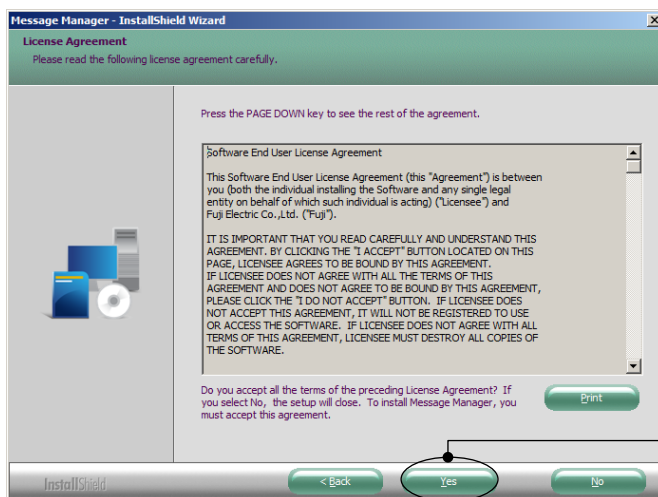 Message Manager - InstallShield Wizard
License Agreement
Please read the following license agreement carefully.
Press the PAGE DOWN key to see the rest of the agreement.
Software End User License Agreement
This Software End User License Agreement (this "Agreement") is between
you (both the individual installing the Software and any single legal
entity on behalf of which such individual is acting) ("Licensee") and
Fuji Electric Co.,Ltd. ("Fuji").
IT IS IMPORTANT THAT YOU READ CAREFULLY AND UNDERSTAND THIS
AGREEMENT. BY CLICKING THE "I ACCEPT" BUTTON LOCATED ON THIS
PAGE, LICENSEE AGREES TO BE BOUND BY THIS AGREEMENT.
IF LICENSEE DOES NOT AGREE WITH ALL THE TERMS OF THIS
AGREEMENT AND DOES NOT AGREE TO BE BOUND BY THIS AGREEMENT,
PLEASE CLICK THE "I DO NOT ACCEPT" BUTTON. IF LICENSEE DOES
NOT ACCEPT THIS AGREEMENT, IT WILL NOT BE REGISTERED TO USE
OR ACCESS THE SOFTWARE. IF LICENSEE DOES NOT AGREE WITH ALL
TERMS OF THIS AGREEMENT, LICENSEE MUST DESTROY ALL COPIES OF
THE SOFTWARE.
Do you accept all the terms of the preceding License Agreement? If
you select No, the setup will close. To install Message Manager, you
must accept this agreement.
Print
InstallShield
< Back
Yes
No